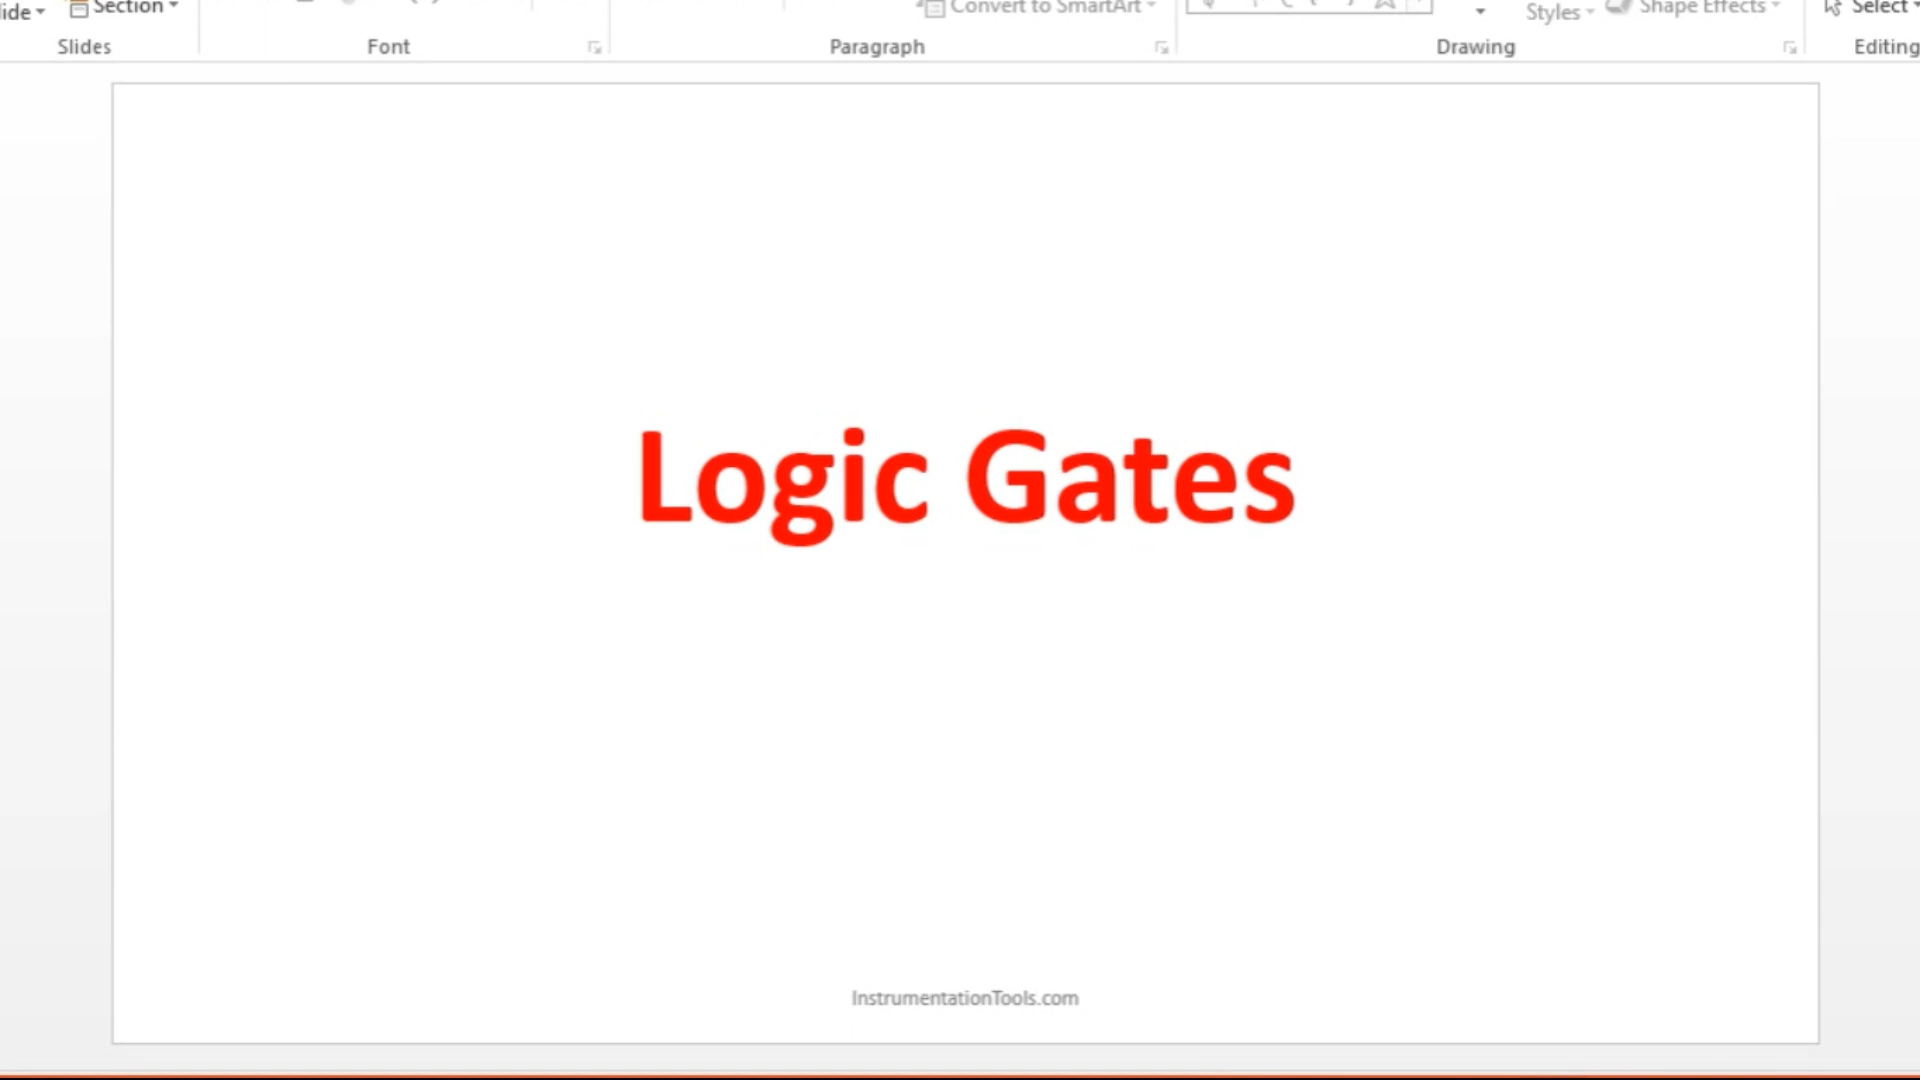 ide
Section
Convert to SmartArt
Styles
Shape Effects
Select
Slides
Font
Paragraph
Drawing
Editing
Logic Gates
InstrumentationTools.com